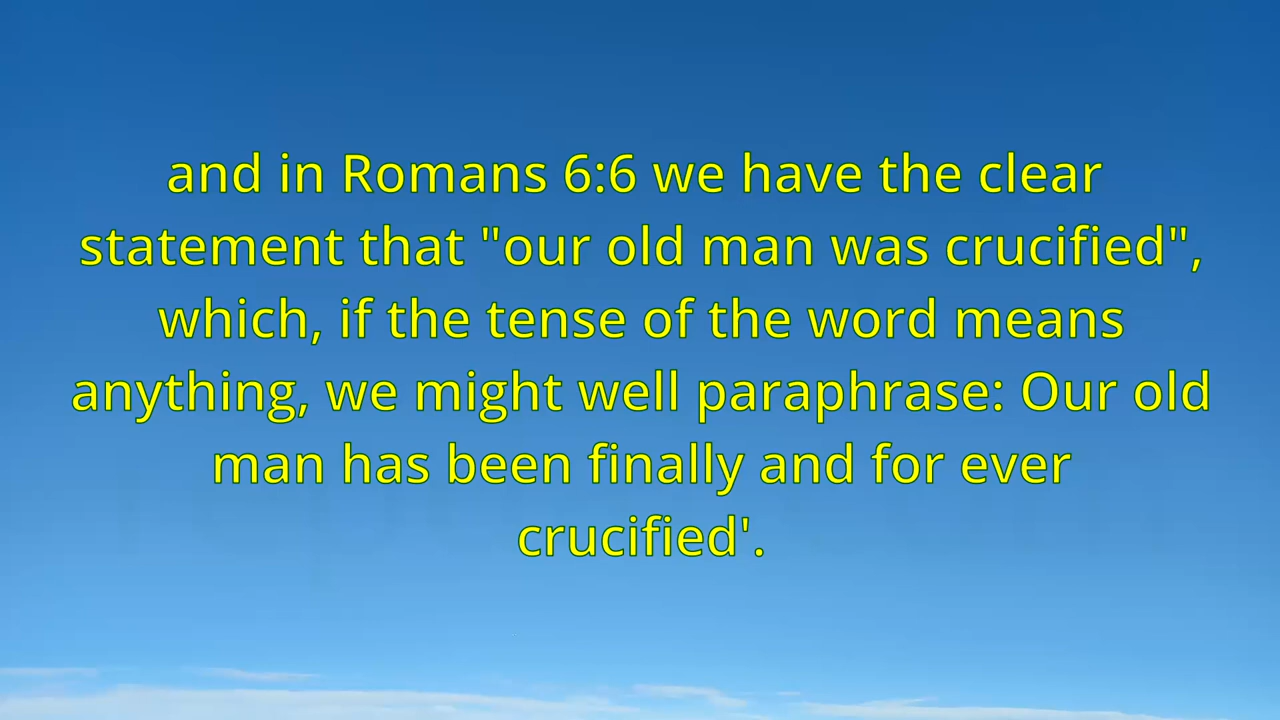 and in Romans 6:6 we have the clear
statement that "our old man was crucified",
which, if the tense of the word means
anything, we might well paraphrase: Our old
man has been finally and for ever
crucified'.